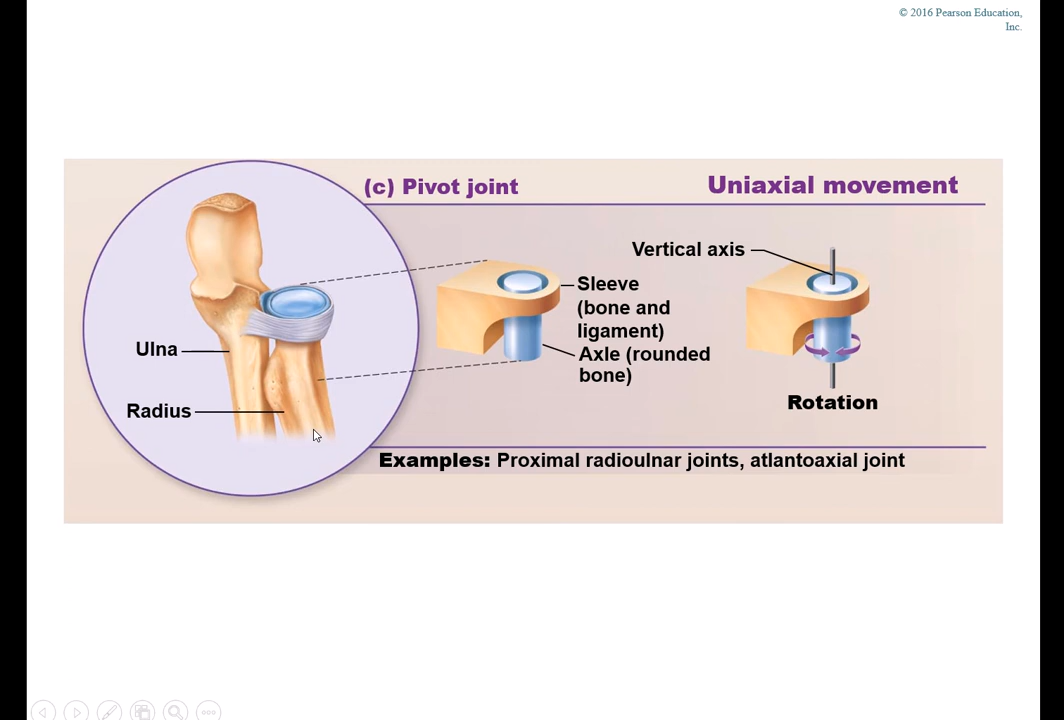 © 2016 Pearson Education,
Inc.
(c) Pivot joint
Uniaxial movement
Vertical axis
Sleeve
(bone and
ligament)
Axle (rounded
bone)
Ulna
Radius
Rotation
Examples: Proximal radioulnar joints, atlantoaxial joint